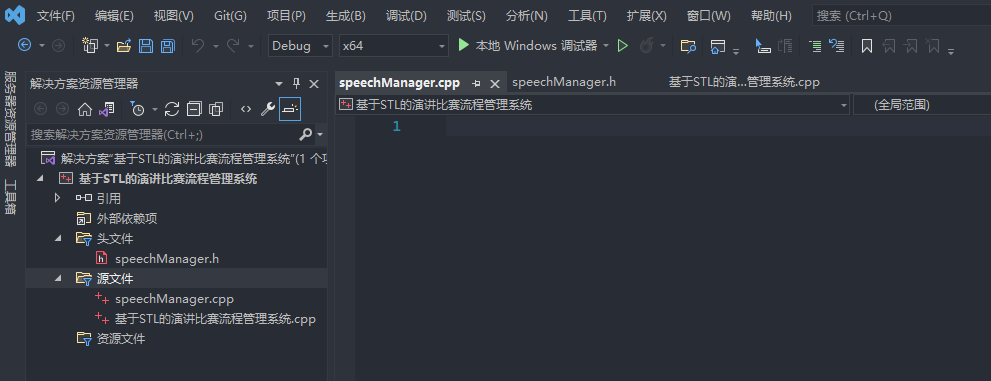 文件(F) 编辑(E) 视图(V) Git(G) 项目(P) 生成(B) 调试(D) 测试(S) 分析(N) 工具(T) 扩展(X) 窗口(W) 帮助(H) 搜索 (Ctrl+Q)
Debug x64 本地 Windows 调试器
服务器资源管理器
工具箱
解决方案资源管理器
搜索解决方案资源管理器(Ctrl+;)
解决方案"基于STL的演讲比赛流程管理系统"(1 个项
基于STL的演讲比赛流程管理系统
引用
外部依赖项
头文件
speechManager.h
源文件
speechManager.cpp
基于STL的演讲比赛流程管理系统.cpp
资源文件
speechManager.cpp speechManager.h 基于STL的演...管理系统.cpp
基于STL的演讲比赛流程管理系统 (全局范围)
1